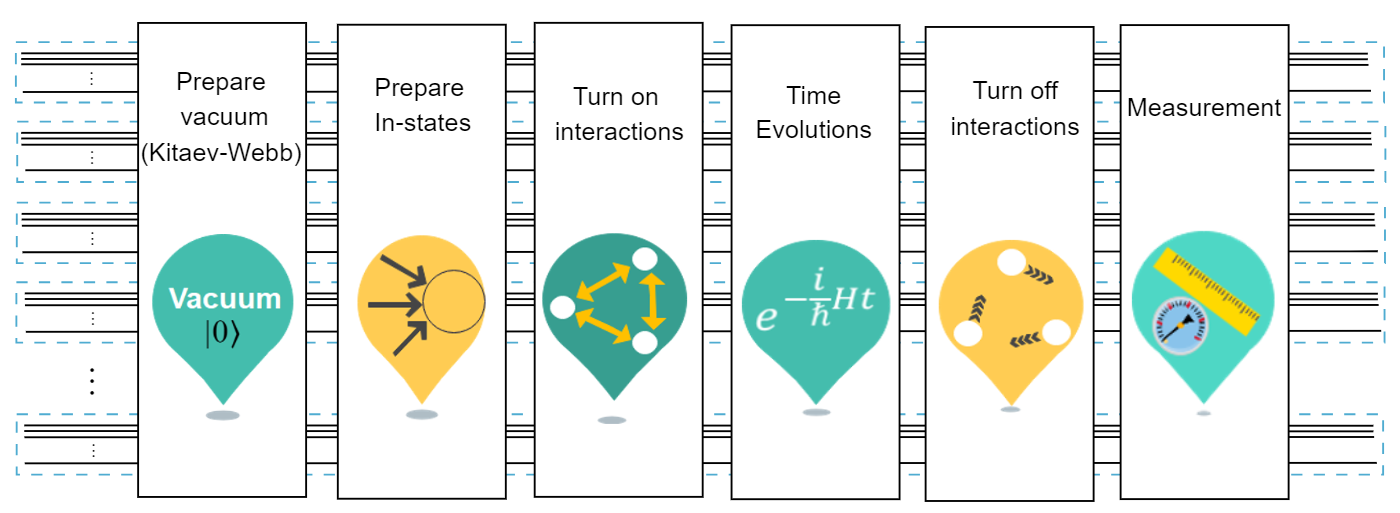 Prepare
vacuum
(Kitaev-Webb)
Vacuum
|0⟩
Prepare
In-states
Turn on
interactions
Time
Evolutions
e^{-\frac{i}{ħ}Ht}
Turn off
interactions
Measurement